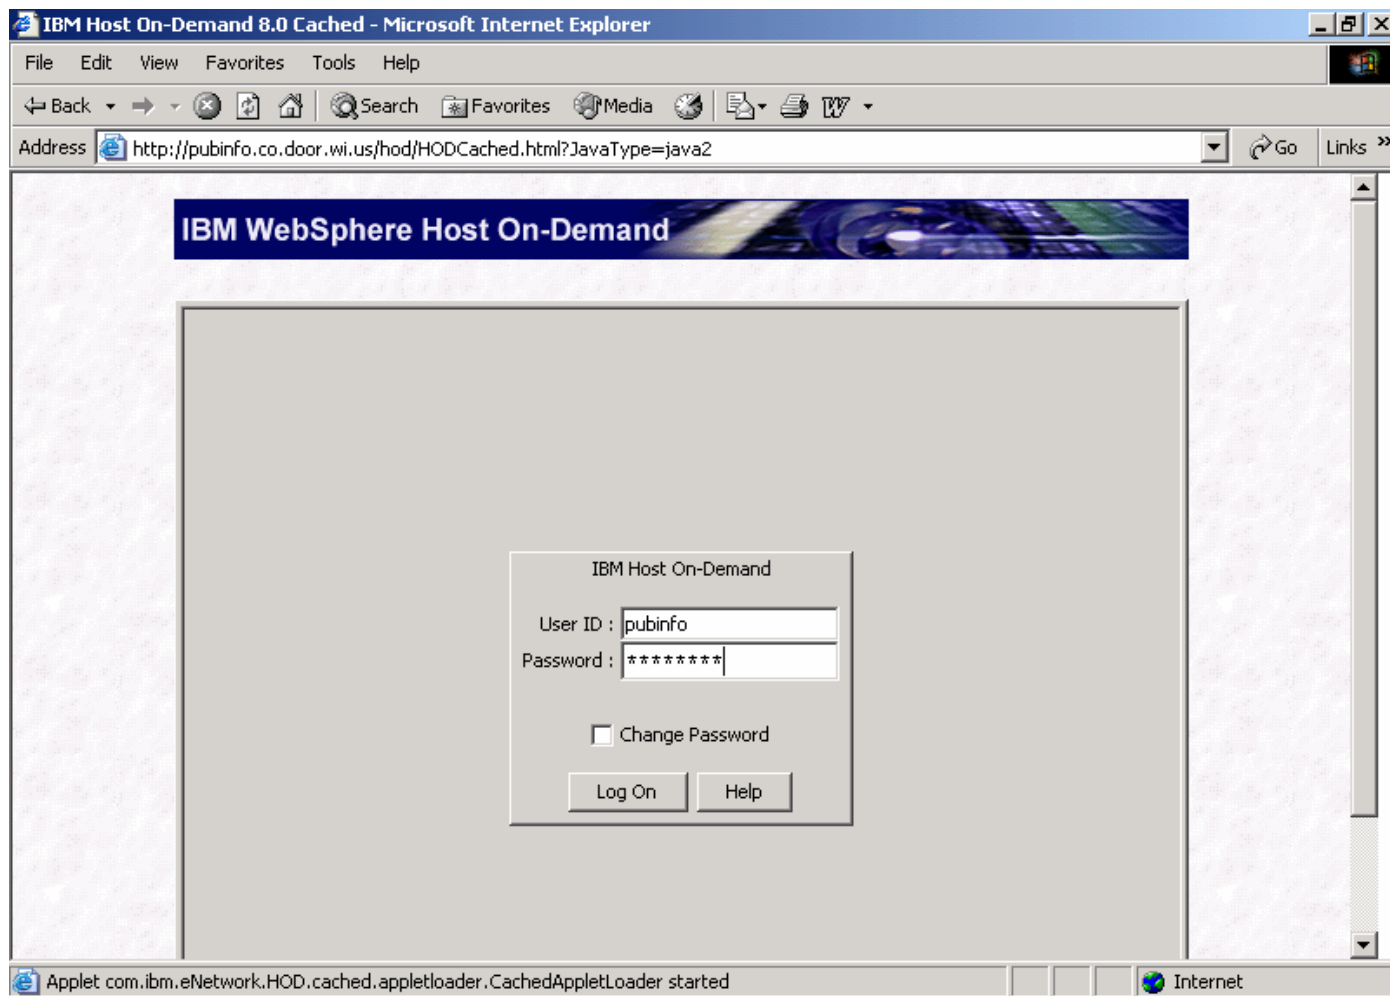 IBM Host On-Demand 8.0 Cached - Microsoft Internet Explorer
File Edit View Favorites Tools Help
Back Search Favorites Media
Address http://pubinfo.co.door.wi.us/hod/HODCached.html?JavaType=java2 Go Links »
IBM WebSphere Host On-Demand
IBM Host On-Demand
User ID : pubinfo
Password : ********
Change Password
Log On Help
Applet com.ibm.eNetwork.HOD.cached.appletloader.CachedAppletLoader started Internet